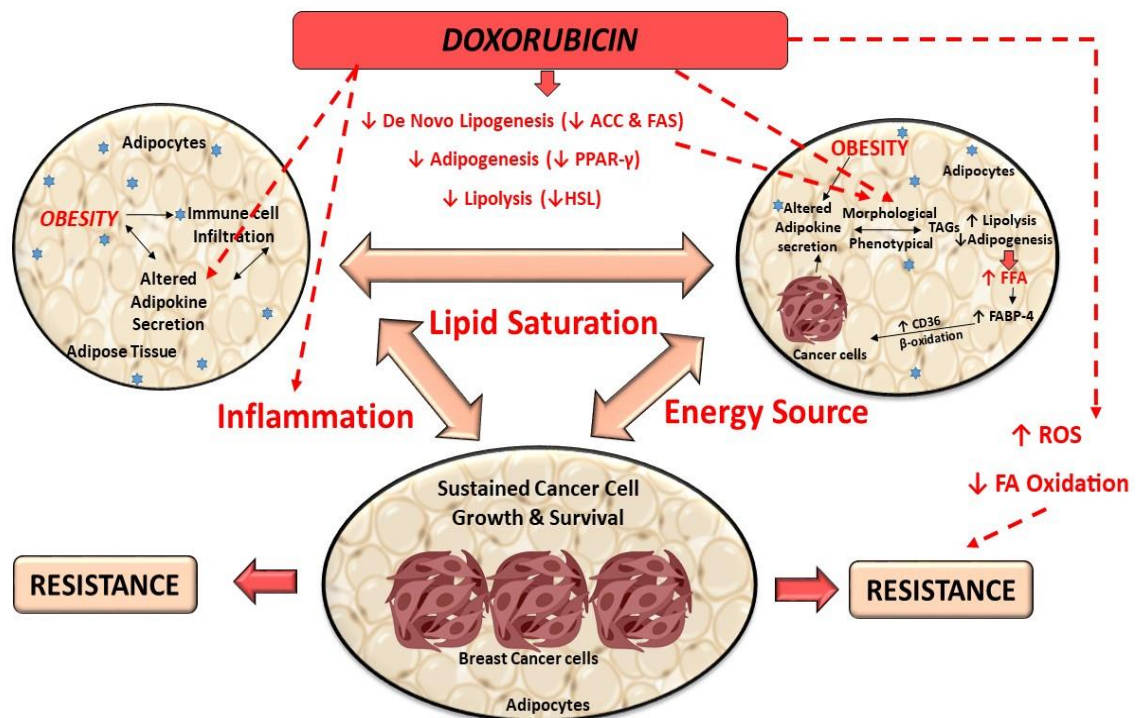 DOXORUBICIN
↓ De Novo Lipogenesis (↓ ACC & FAS)
↓ Adipogenesis (↓ PPAR-γ)
↓ Lipolysis (↓HSL)
Adipocytes
OBESITY
Immune cell
Infiltration
Altered
Adipokine
Secretion
Adipose Tissue
OBESITY
Adipocytes
Altered
Adipokine
secretion
Morphological
Phenotypical
TAGs
↑ Lipolysis
↓Adipogenesis
↑ FFA
↑ FABP-4
↑ CD36
β-oxidation
Cancer cells
Lipid Saturation
Inflammation
Energy Source
↑ ROS
↓ FA Oxidation
Sustained Cancer Cell
Growth & Survival
Breast Cancer cells
Adipocytes
RESISTANCE
RESISTANCE